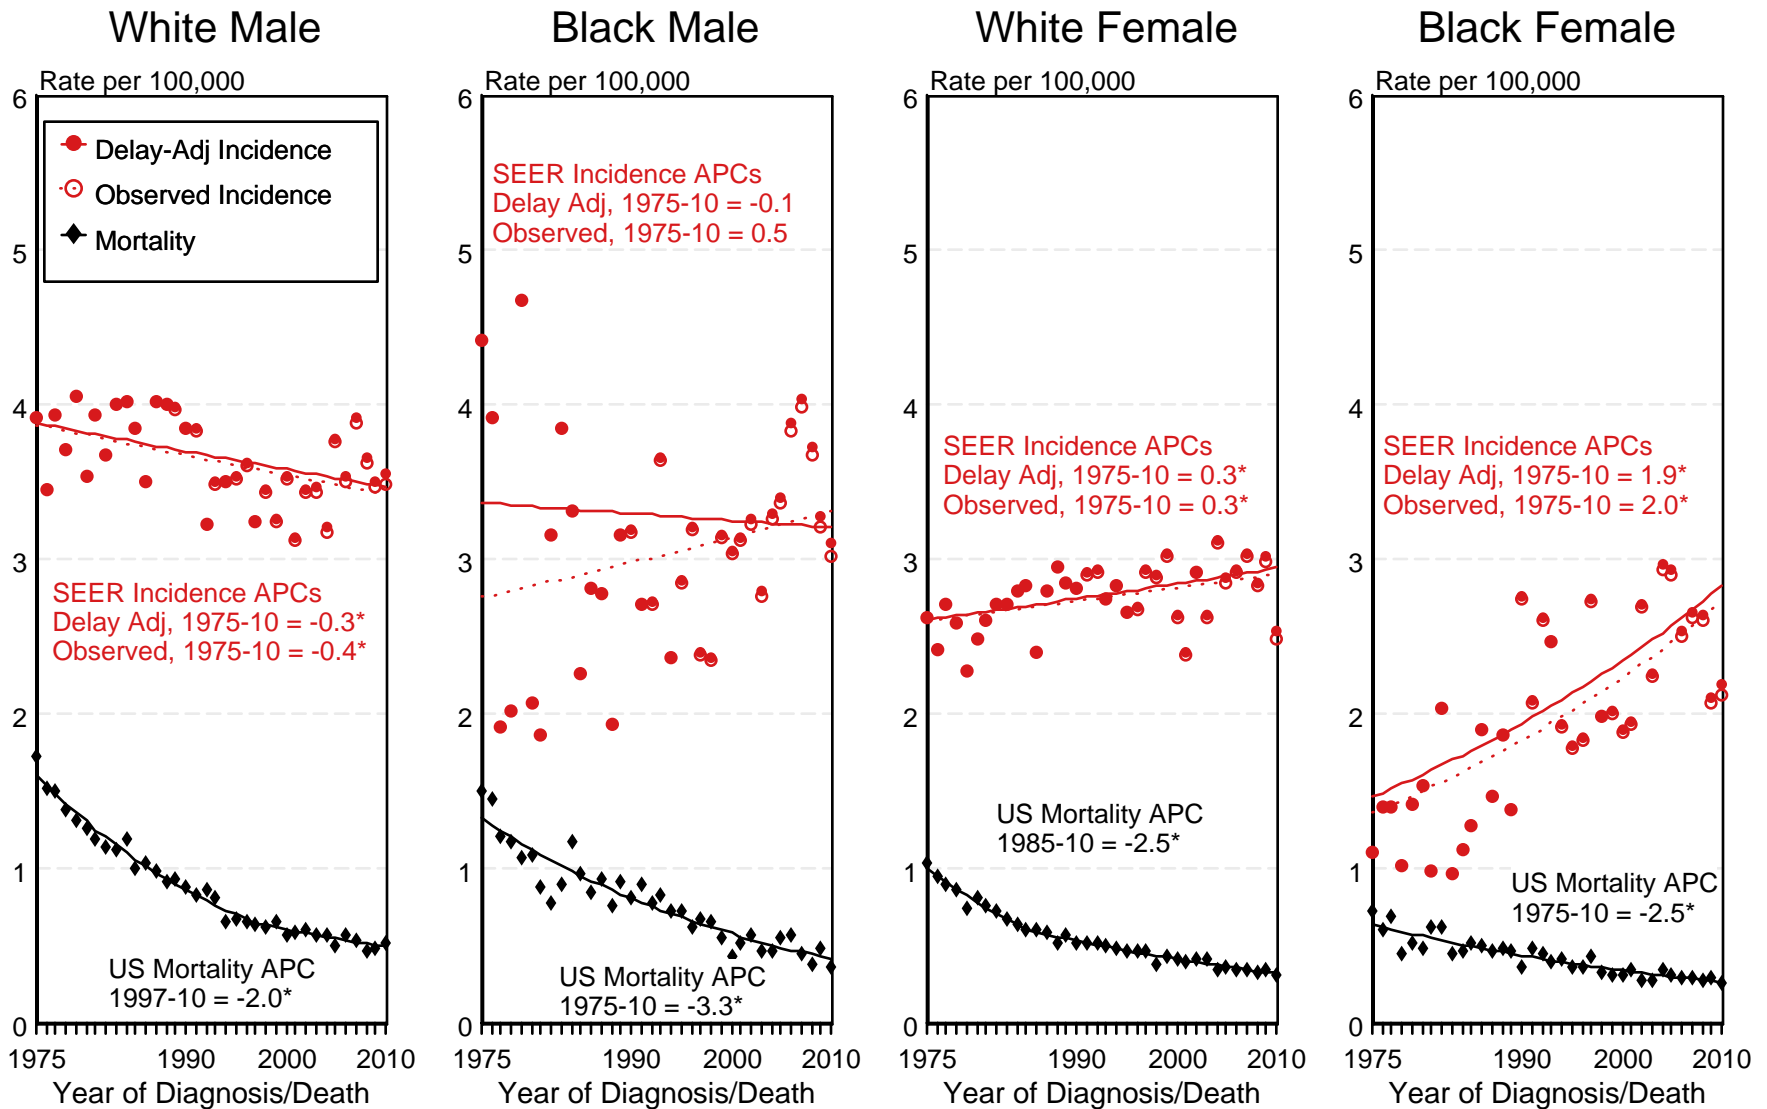 White Male
Rate per 100,000
6
5
4
3
2
1
0
Delay-Adj Incidence
Observed Incidence
Mortality
SEER Incidence APCs
Delay Adj, 1975-10 = -0.3*
Observed, 1975-10 = -0.4*
US Mortality APC
1997-10 = -2.0*
1975 1990 2000 2010
Year of Diagnosis/Death
Black Male
Rate per 100,000
6
5
4
3
2
1
0
SEER Incidence APCs
Delay Adj, 1975-10 = -0.1
Observed, 1975-10 = 0.5
US Mortality APC
1975-10 = -3.3*
1975 1990 2000 2010
Year of Diagnosis/Death
White Female
Rate per 100,000
6
5
4
3
2
1
0
SEER Incidence APCs
Delay Adj, 1975-10 = 0.3*
Observed, 1975-10 = 0.3*
US Mortality APC
1985-10 = -2.5*
1975 1990 2000 2010
Year of Diagnosis/Death
Black Female
Rate per 100,000
6
5
4
3
2
1
0
SEER Incidence APCs
Delay Adj, 1975-10 = 1.9*
Observed, 1975-10 = 2.0*
US Mortality APC
1975-10 = -2.5*
1975 1990 2000 2010
Year of Diagnosis/Death